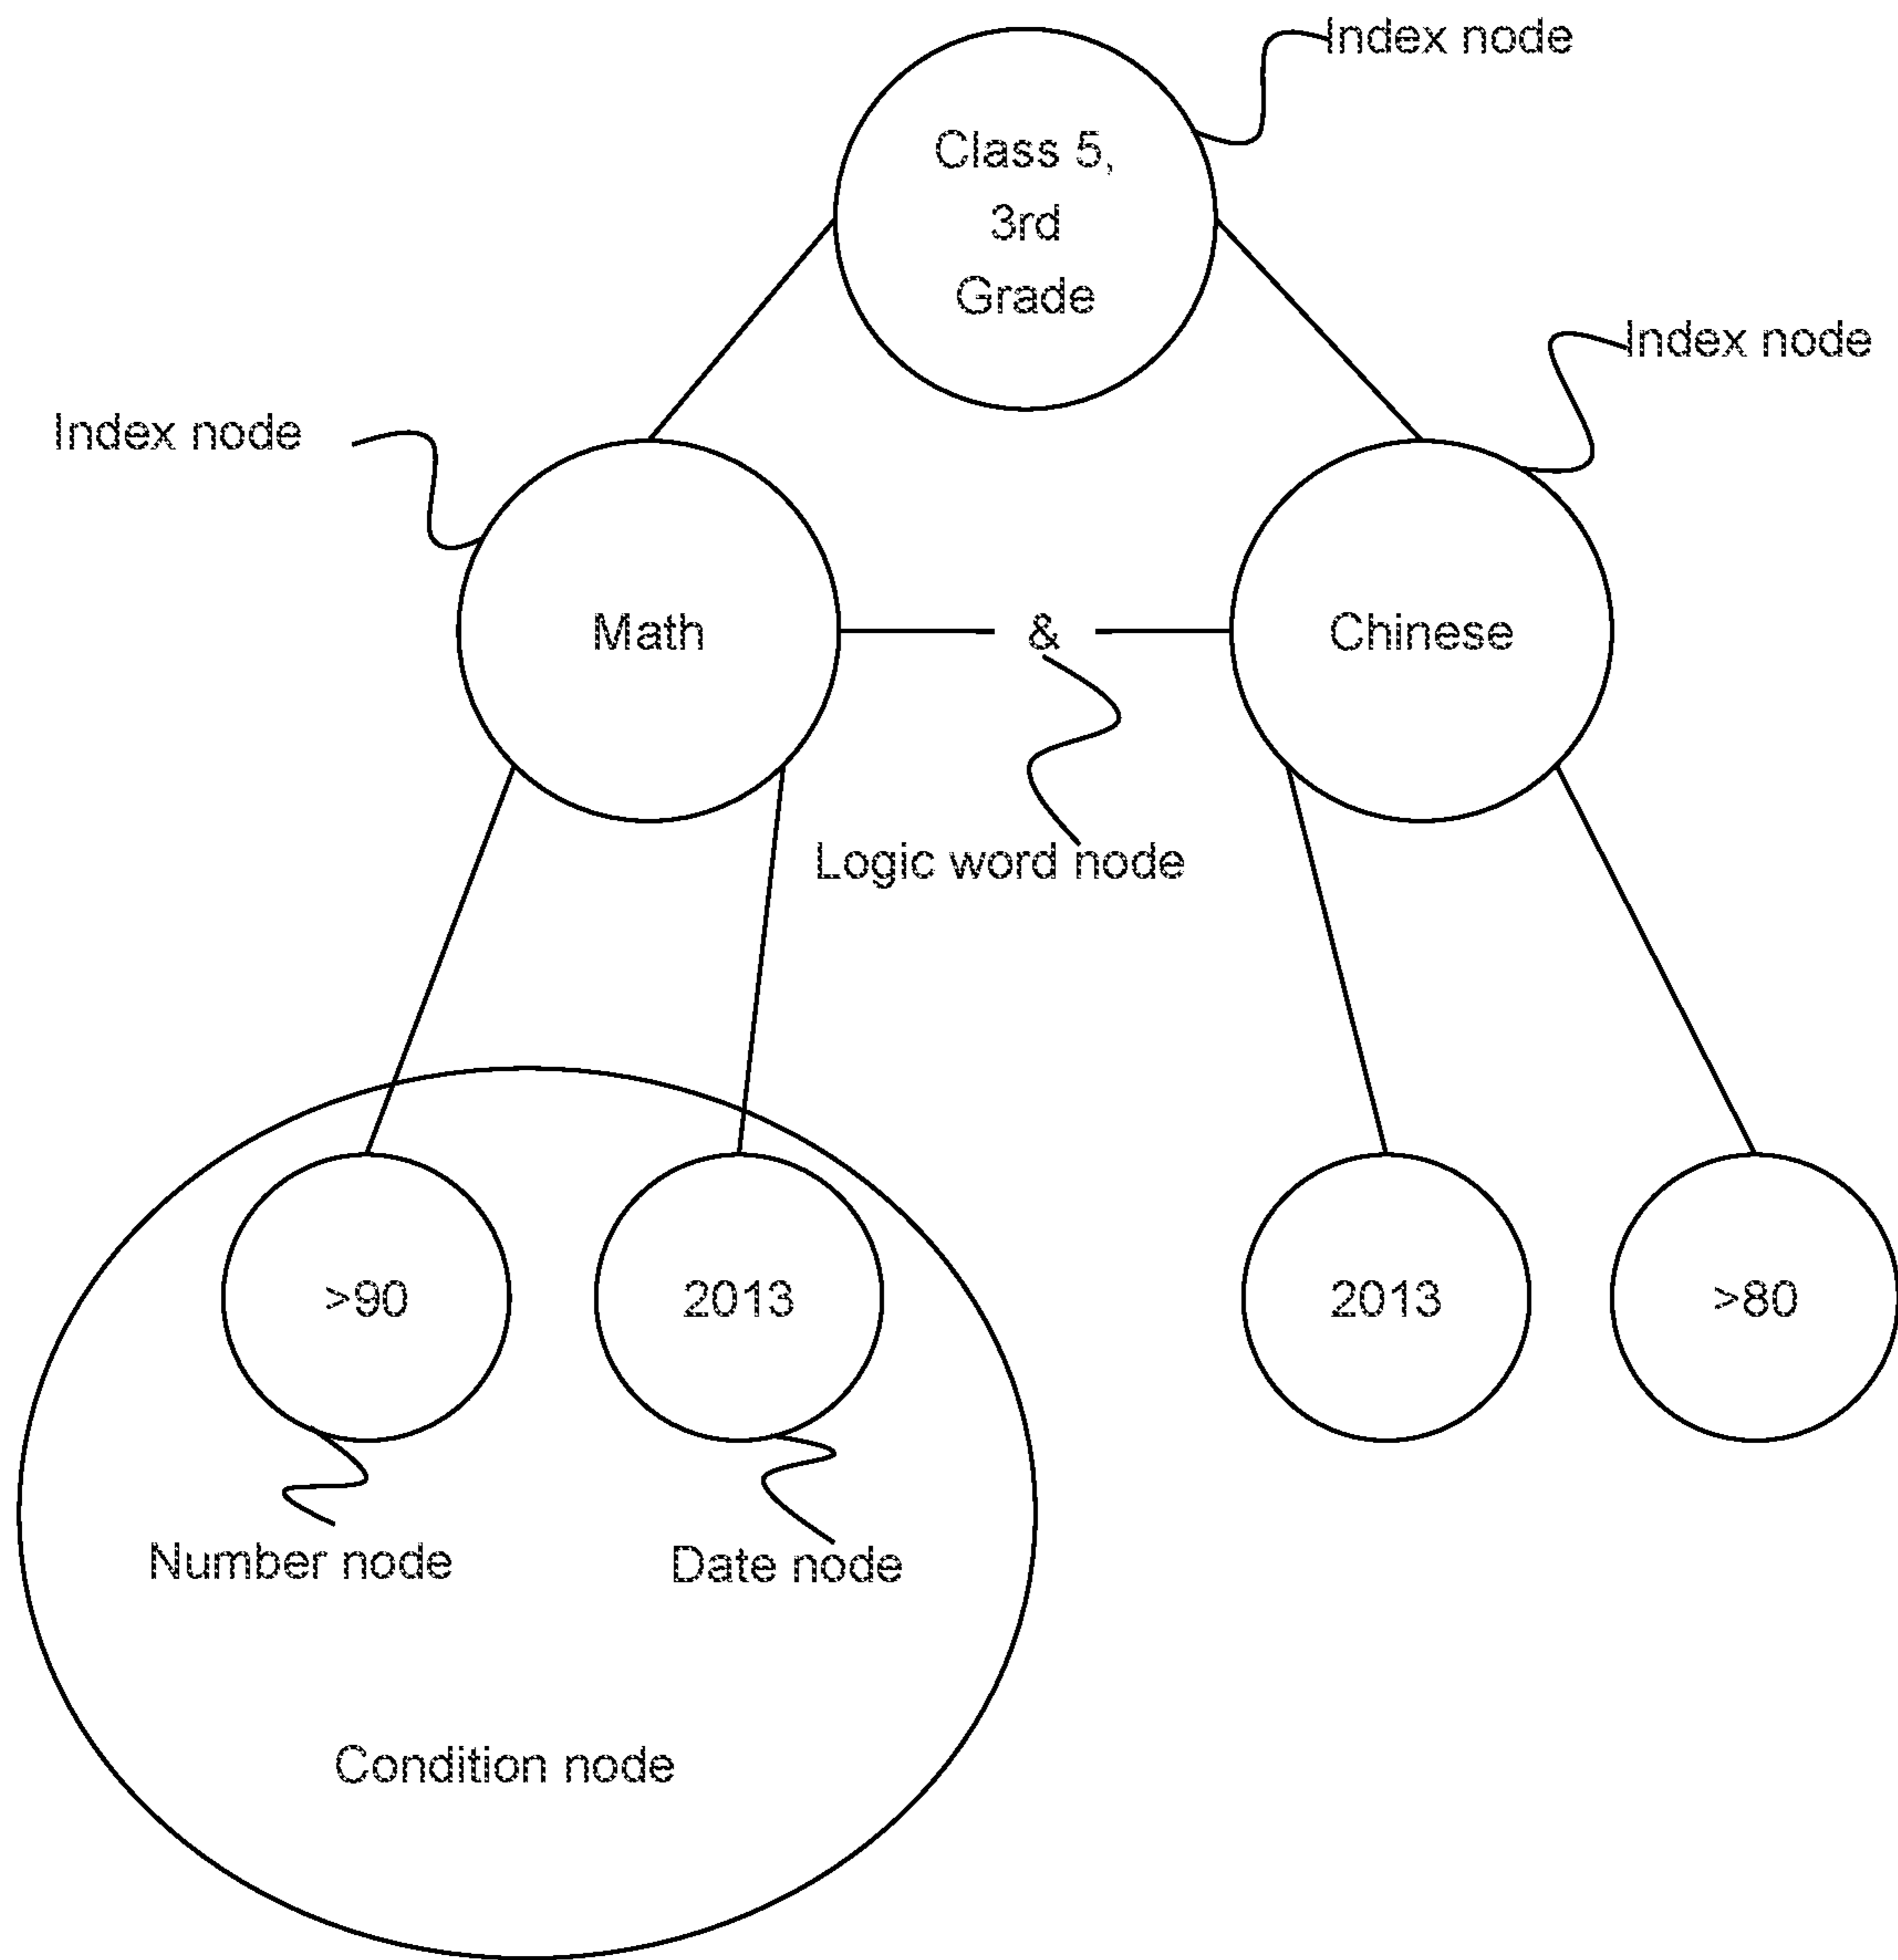 Index node
Class 5,
3rd
Grade
Index node
Index node
Math
&
Chinese
Logic word node
>90
2013
2013
>80
Number node
Date node
Condition node